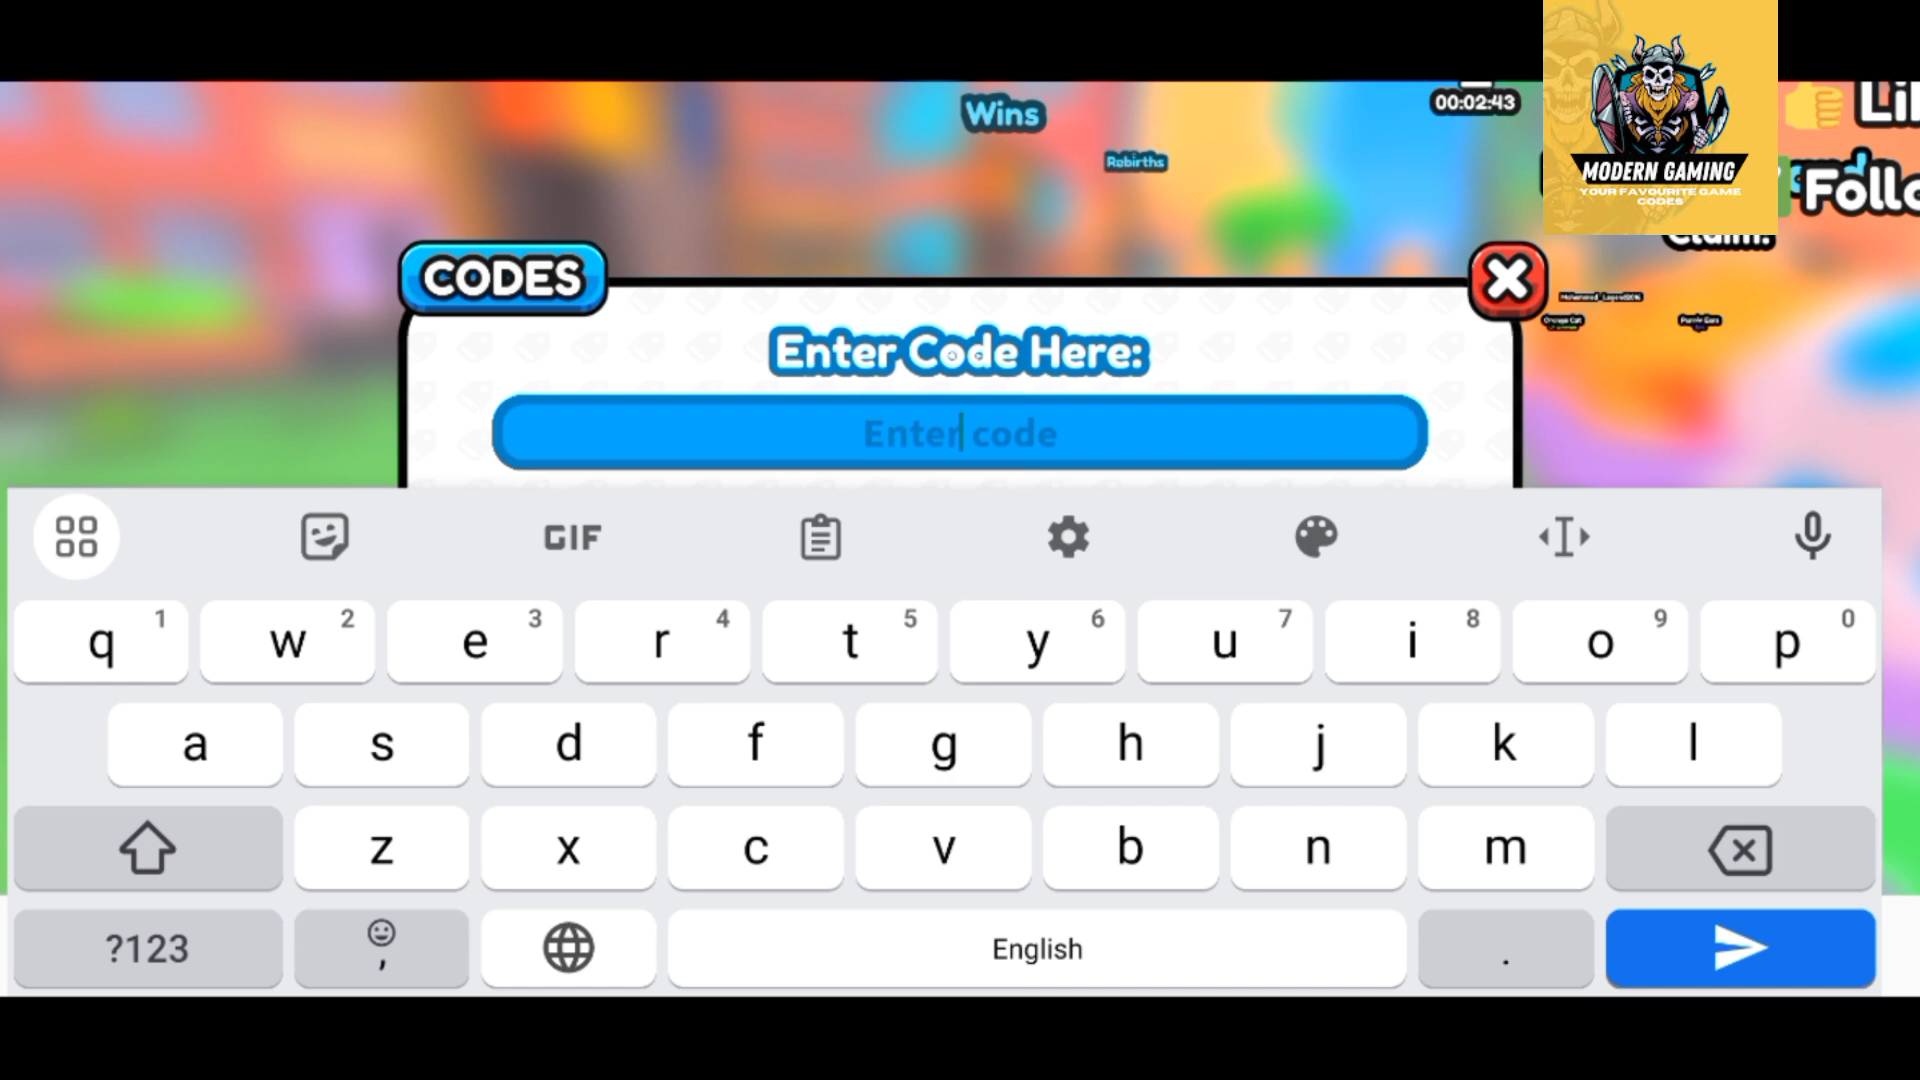 Wins
00:02:43
Rebirths
MODERN GAMING
YOUR FAVOURITE GAME
CODES
CODES
Enter Code Here:
Enter code
GIF
q 1 w 2 e 3 r 4 t 5 y 6 u 7 i 8 o 9 p 0
a s d f g h j k l
z x c v b n m
?123 , English .